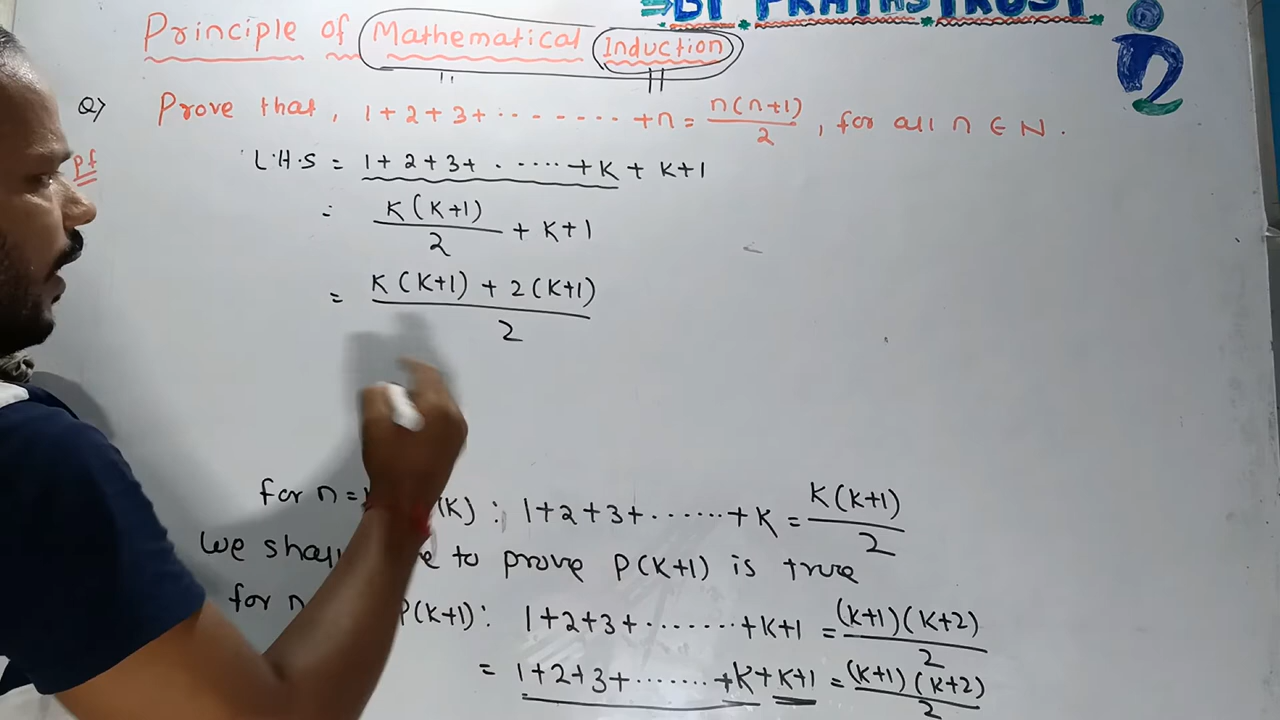 ⇒BY PRATHSTRUST
Principle of Mathematical Induction
Q> Prove that, 1+2+3+........+n = n(n+1)/2, for all n ∈ N.
pf L.H.S = 1+2+3+......+K + K+1
= K(K+1)/2 + K+1
= K(K+1) + 2(K+1)/2
for n= (K): 1+2+3+.......+K = K(K+1)/2
We to prove P(K+1) is true
for n P(K+1): 1+2+3+........+K+1 = (K+1)(K+2)/2
= 1+2+3+.......+K+K+1 = (K+1)(K+2)/2